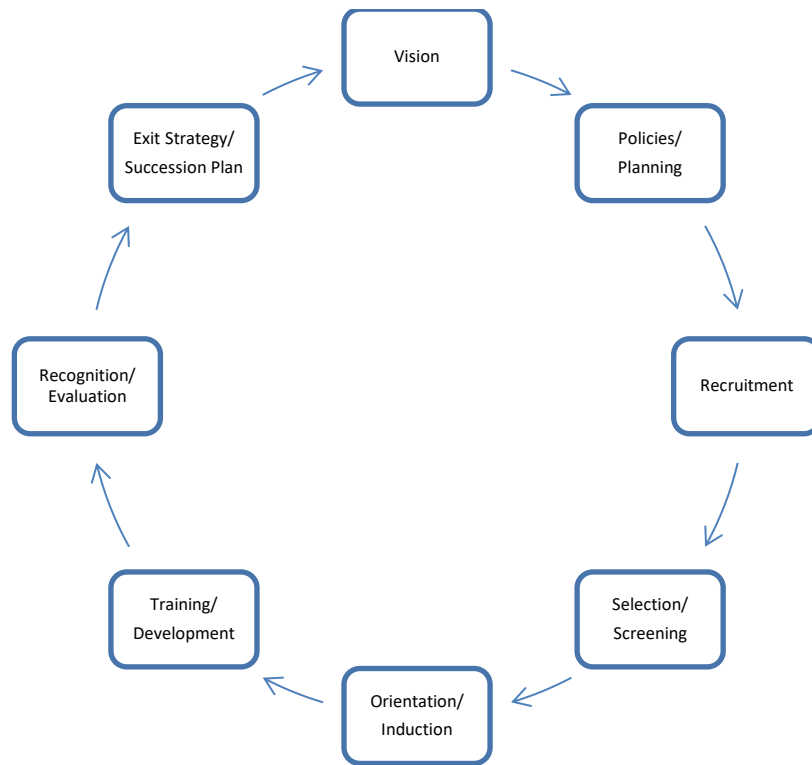 Vision
Policies/
Planning
Recruitment
Selection/
Screening
Orientation/
Induction
Training/
Development
Recognition/
Evaluation
Exit Strategy/
Succession Plan